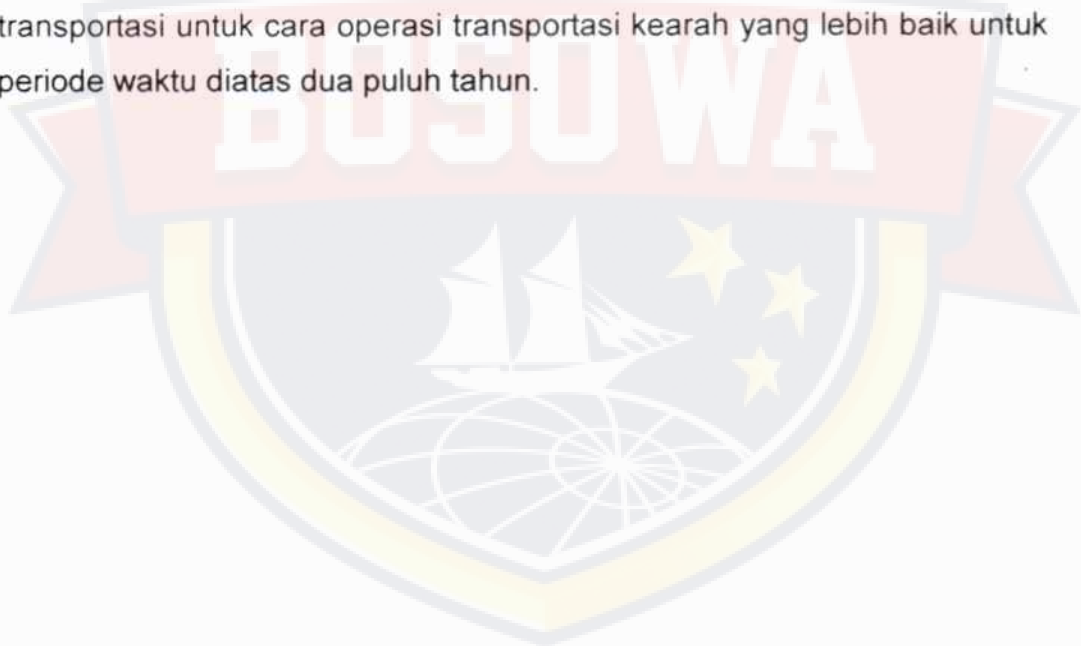 transportasi untuk cara operasi transportasi kearah yang lebih baik untuk
periode waktu diatas dua puluh tahun.
BOSOWA